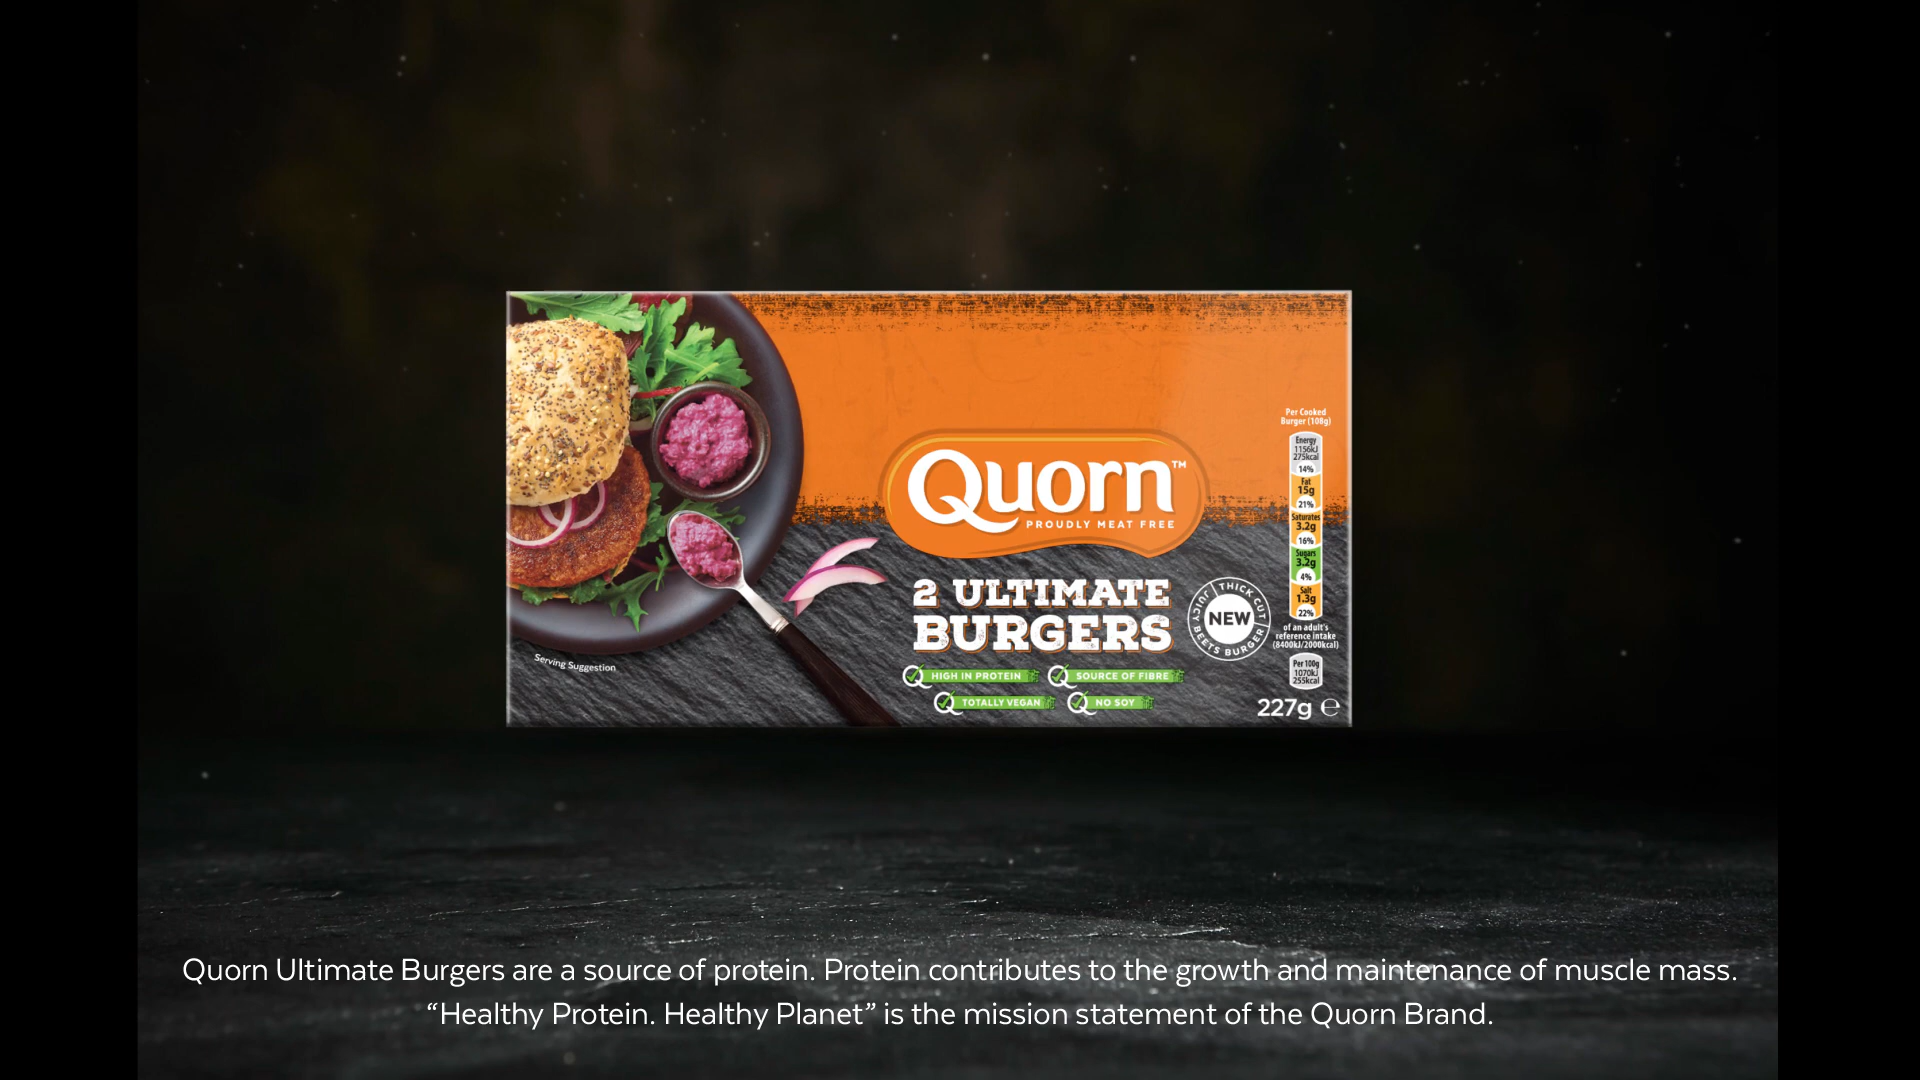 Per Cooked
Burger (108g)
Energy
1156kJ
275kcal
14%
Fat
15g
21%
Saturates
3.2g
16%
Sugars
3.2g
4%
Salt
1.3g
22%
of an adult's
reference intake
(8400kJ/2000kcal)
Per 100g
1070kJ
255kcal
Quorn™
PROUDLY MEAT FREE
2 ULTIMATE
BURGERS
THICK CUT
JUICY
NEW
BEETS BURGER
HIGH IN PROTEIN
SOURCE OF FIBRE
TOTALLY VEGAN
NO SOY
Serving Suggestion
227g ℮
Quorn Ultimate Burgers are a source of protein. Protein contributes to the growth and maintenance of muscle mass.
“Healthy Protein. Healthy Planet” is the mission statement of the Quorn Brand.